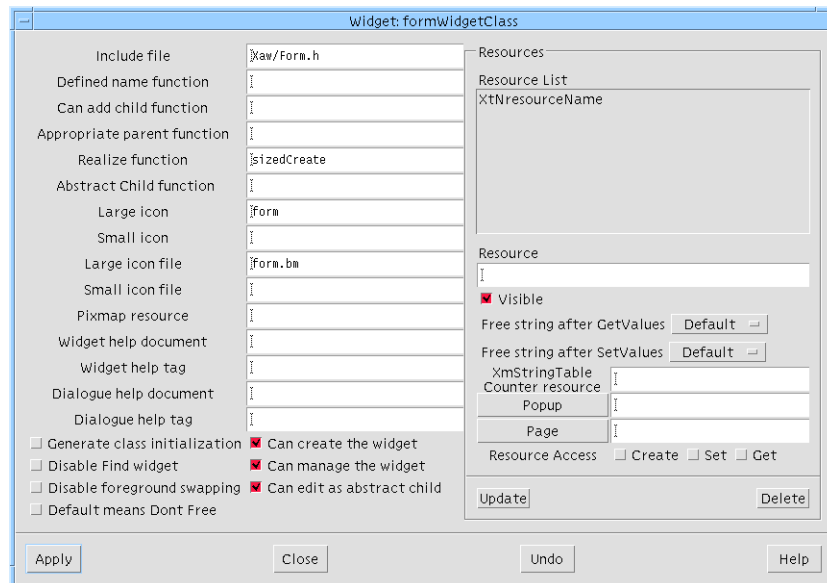 Widget: formWidgetClass
Include file Xaw/Form.h
Defined name function
Can add child function
Appropriate parent function
Realize function sizedCreate
Abstract Child function
Large icon form
Small icon
Large icon file form.bm
Small icon file
Pixmap resource
Widget help document
Widget help tag
Dialogue help document
Dialogue help tag
Generate class initialization Can create the widget
Disable Find widget Can manage the widget
Disable foreground swapping Can edit as abstract child
Default means Dont Free
Resources
Resource List
XtNresourceName
Resource
Visible
Free string after GetValues Default
Free string after SetValues Default
XmStringTable
Counter resource
Popup
Page
Resource Access Create Set Get
Update Delete
Apply Close Undo Help